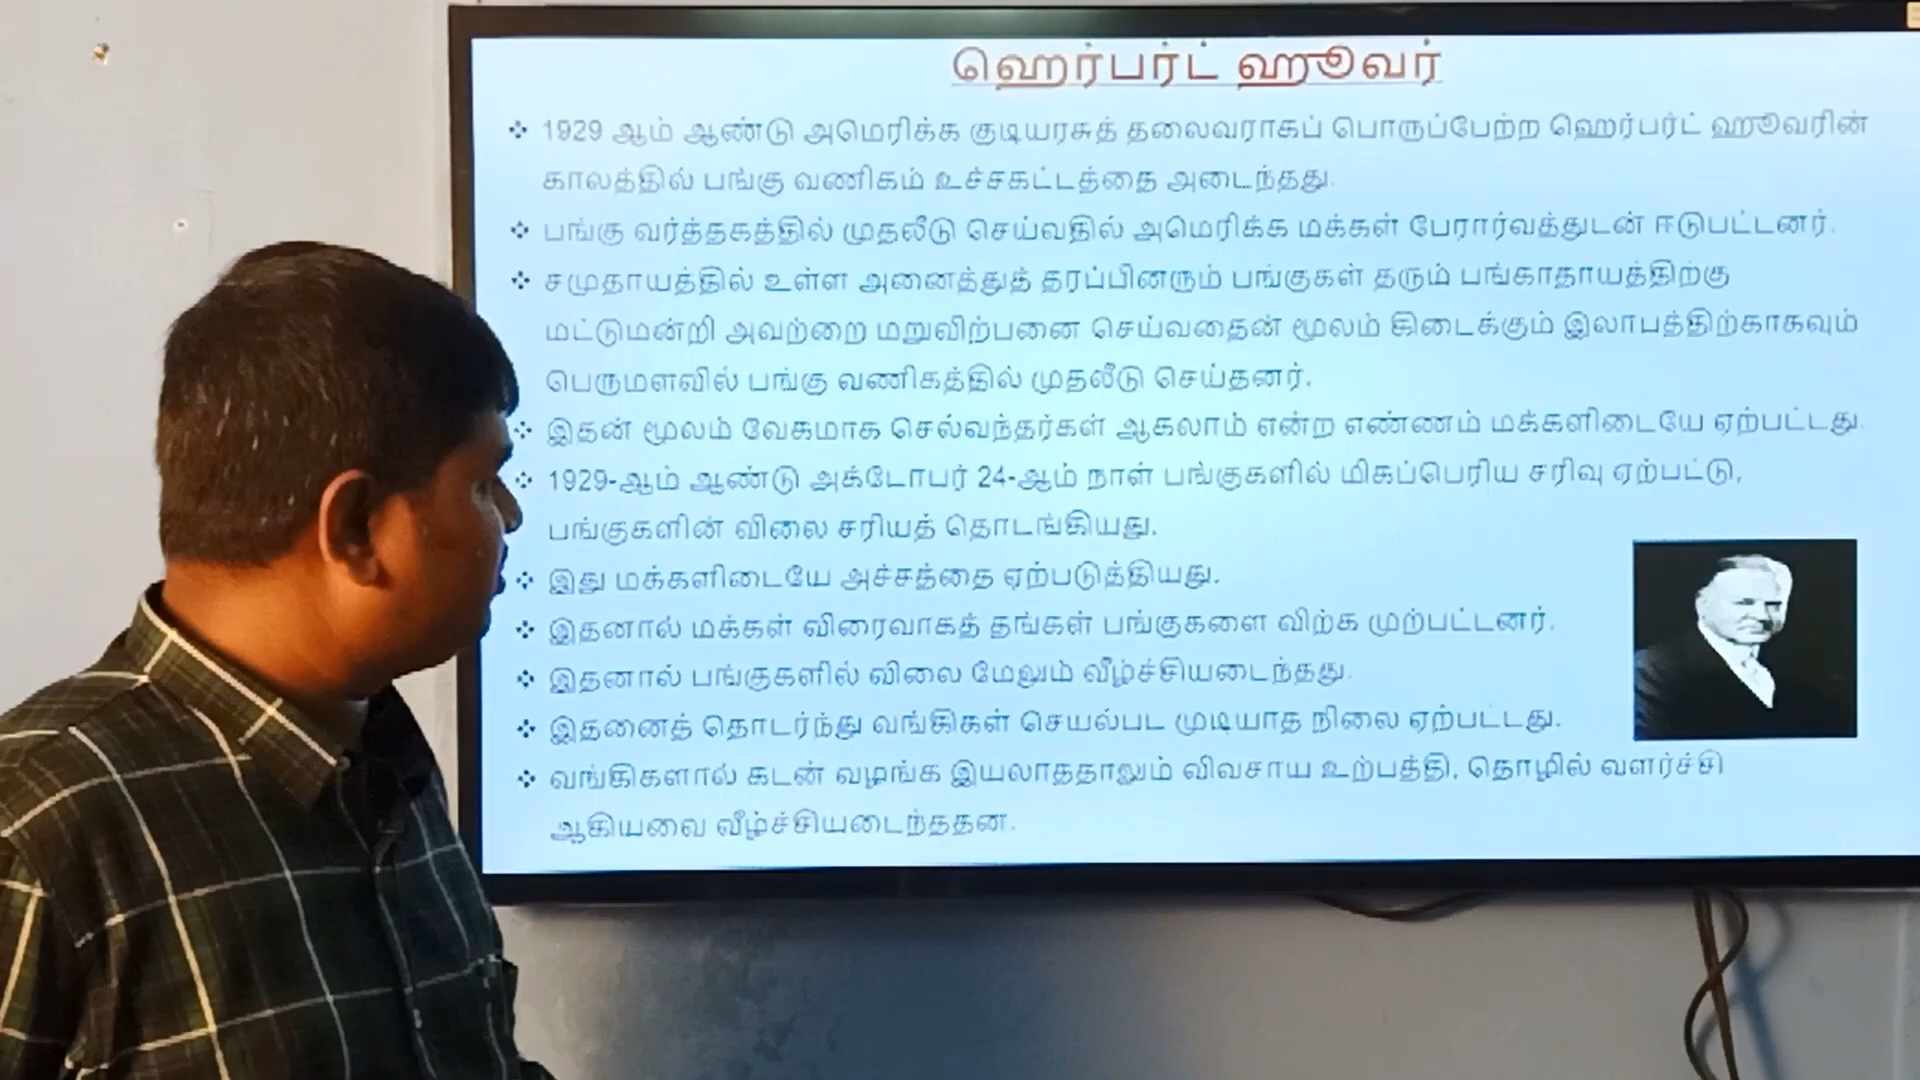 ஹெர்பர்ட் ஹூவர்
❖ 1929 ஆம் ஆண்டு அமெரிக்க குடியரசுத் தலைவராகப் பொருப்பேற்ற ஹெர்பர்ட் ஹூவரின்
காலத்தில் பங்கு வணிகம் உச்சகட்டத்தை அடைந்தது.
❖ பங்கு வர்த்தகத்தில் முதலீடு செய்வதில் அமெரிக்க மக்கள் பேரார்வத்துடன் ஈடுபட்டனர்.
❖ சமுதாயத்தில் உள்ள அனைத்துத் தரப்பினரும் பங்குகள் தரும் பங்காதாயத்திற்கு
மட்டுமன்றி அவற்றை மறுவிற்பனை செய்வதைன் மூலம் கிடைக்கும் இலாபத்திற்காகவும்
பெருமளவில் பங்கு வணிகத்தில் முதலீடு செய்தனர்.
❖ இதன் மூலம் வேகமாக செல்வந்தர்கள் ஆகலாம் என்ற எண்ணம் மக்களிடையே ஏற்பட்டது.
❖ 1929-ஆம் ஆண்டு அக்டோபர் 24-ஆம் நாள் பங்குகளில் மிகப்பெரிய சரிவு ஏற்பட்டு,
பங்குகளின் விலை சரியத் தொடங்கியது.
❖ இது மக்களிடையே அச்சத்தை ஏற்படுத்தியது.
❖ இதனால் மக்கள் விரைவாகத் தங்கள் பங்குகளை விற்க முற்பட்டனர்.
❖ இதனால் பங்குகளில் விலை மேலும் வீழ்ச்சியடைந்தது.
❖ இதனைத் தொடர்ந்து வங்கிகள் செயல்பட முடியாத நிலை ஏற்பட்டது.
❖ வங்கிகளால் கடன் வழங்க இயலாததாலும் விவசாய உற்பத்தி, தொழில் வளர்ச்சி
ஆகியவை வீழ்ச்சியடைந்ததன.